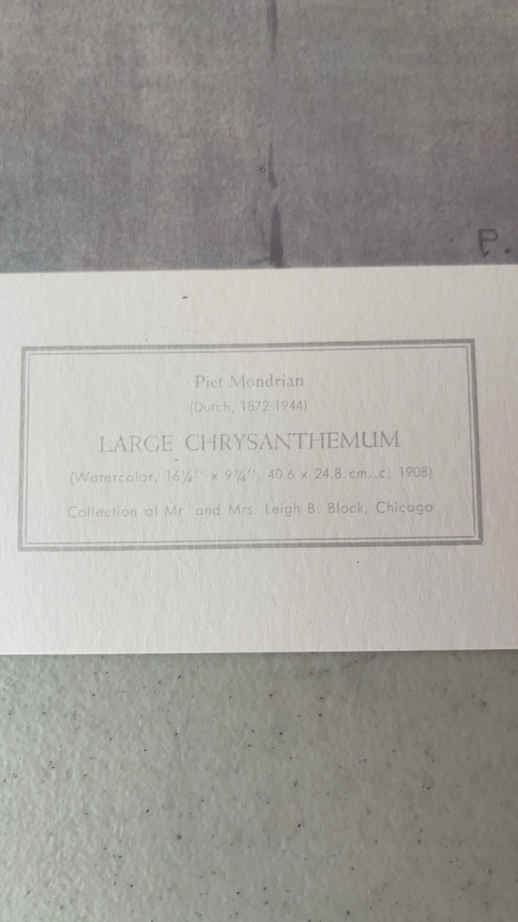 P.
Piet Mondrian
(Dutch, 1872-1944)
LARGE CHRYSANTHEMUM
(Watercolor, 16¼" x 9¾", 40.6 x 24.8 cm., c. 1908)
Collection of Mr. and Mrs. Leigh B. Block, Chicago